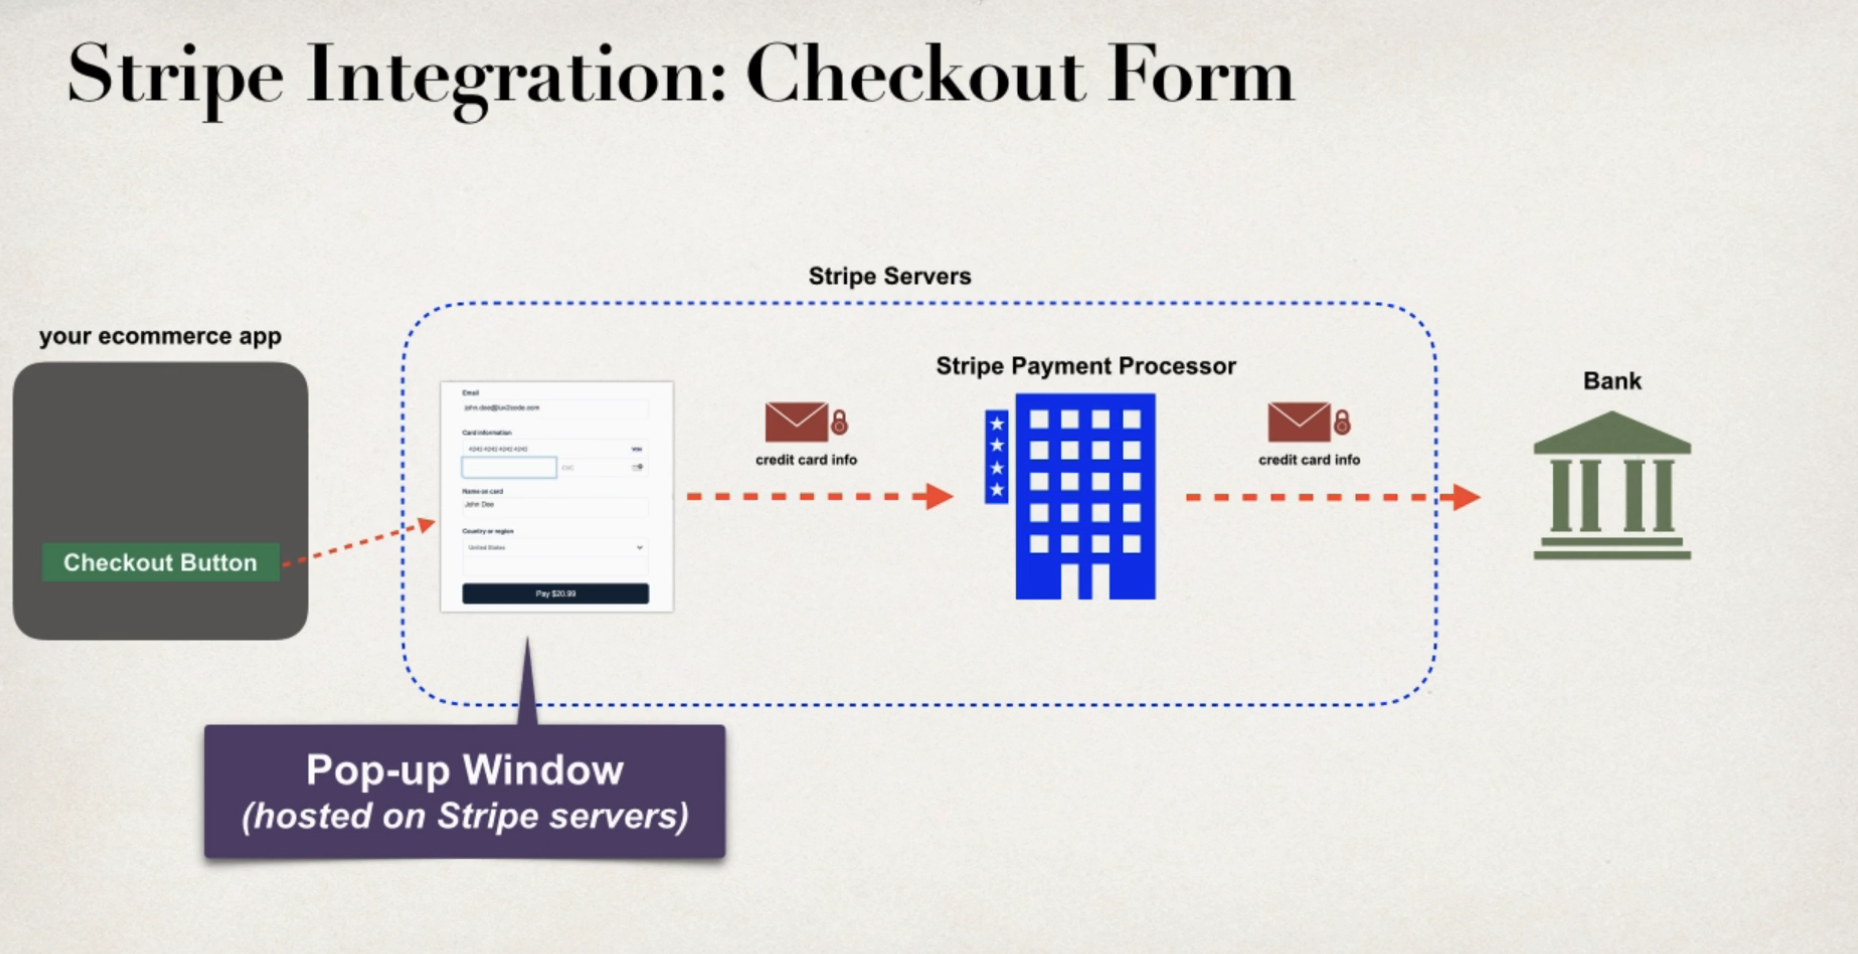 Stripe Integration: Checkout Form
Stripe Servers
your ecommerce app
Checkout Button
Email
john.doe@luv2code.com
Card information
4242 4242 4242 4242
VISA
CVC
Name on card
John Doe
Country or region
United States
Pay $20.99
credit card info
Stripe Payment Processor
credit card info
Bank
Pop-up Window
(hosted on Stripe servers)